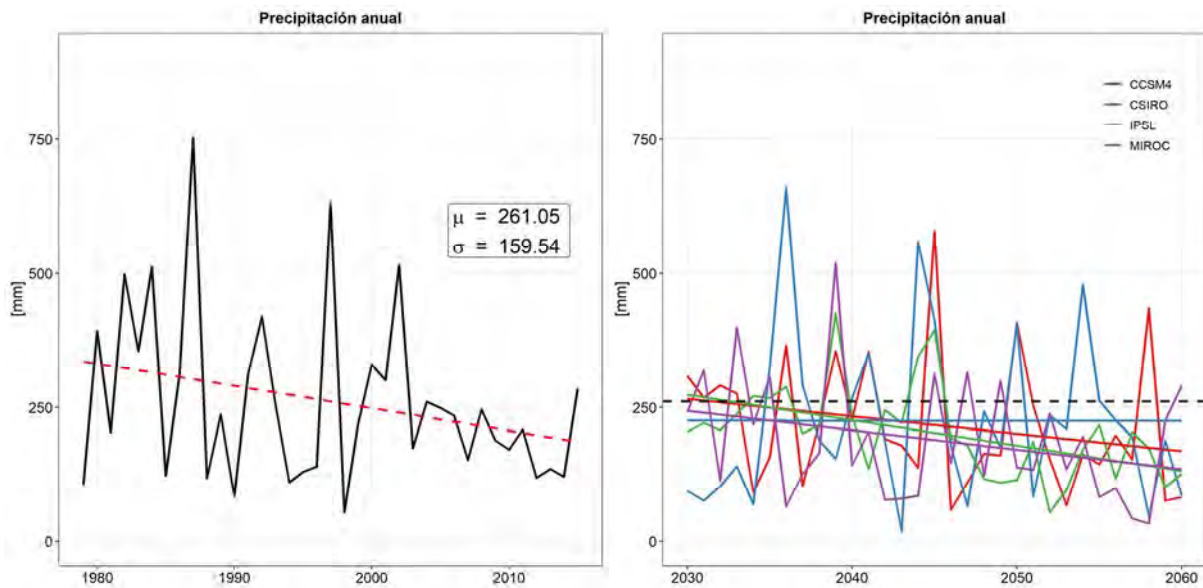 Precipitación anual
[mm]
750
500
250
0
μ = 261.05
σ = 159.54
1980
1990
2000
2010
Precipitación anual
[mm]
750
500
250
0
CCSM4
CSIRO
IPSL
MIROC
2030
2040
2050
2060